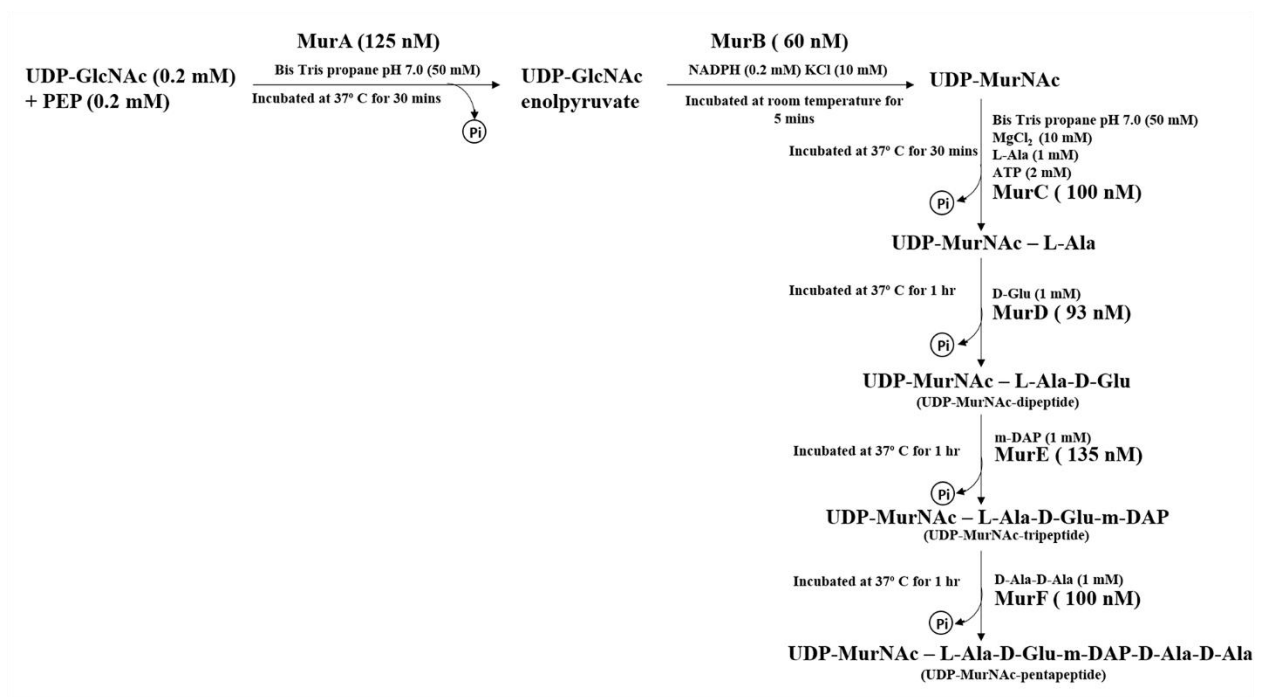 MurA (125 nM)
UDP-GlcNAc (0.2 mM)
+ PEP (0.2 mM)
Bis Tris propane pH 7.0 (50 mM)
Incubated at 37º C for 30 mins
Pi
UDP-GlcNAc
enolpyruvate
MurB ( 60 nM)
NADPH (0.2 mM) KCl (10 mM)
Incubated at room temperature for
5 mins
UDP-MurNAc
Incubated at 37º C for 30 mins
Bis Tris propane pH 7.0 (50 mM)
MgCl₂ (10 mM)
L-Ala (1 mM)
ATP (2 mM)
MurC ( 100 nM)
Pi
UDP-MurNAc – L-Ala
Incubated at 37º C for 1 hr
D-Glu (1 mM)
MurD ( 93 nM)
Pi
UDP-MurNAc – L-Ala-D-Glu
(UDP-MurNAc-dipeptide)
Incubated at 37º C for 1 hr
m-DAP (1 mM)
MurE ( 135 nM)
Pi
UDP-MurNAc – L-Ala-D-Glu-m-DAP
(UDP-MurNAc-tripeptide)
Incubated at 37º C for 1 hr
D-Ala-D-Ala (1 mM)
MurF ( 100 nM)
Pi
UDP-MurNAc – L-Ala-D-Glu-m-DAP-D-Ala-D-Ala
(UDP-MurNAc-pentapeptide)